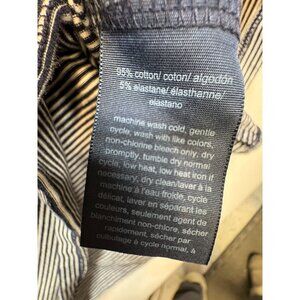 95% cotton/ coton/ algodón
5% elastane/ élasthanne/
elastano
machine wash cold, gentle
cycle, wash with like colors,
non-chlorine bleach only, dry
promptly, tumble dry normal
cycle, low heat, low heat iron if
necessary, dry clean/laver à la
machine à l'eau froide, cycle
délicat, laver en séparant les
couleurs, seulement agent de
blanchiment non-chlore, sécher
rapidement, sécher par
culbutage à cycle normal, à